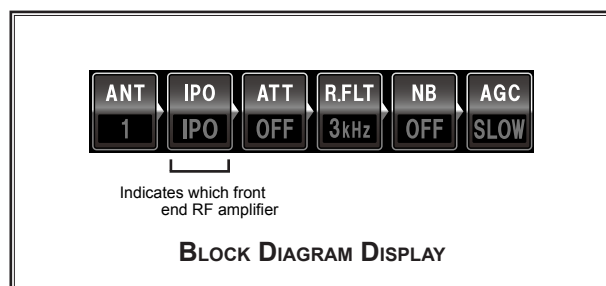 ANT IPO ATT R.FLT NB AGC
1 IPO OFF 3kHz OFF SLOW
Indicates which front
end RF amplifier
BLOCK DIAGRAM DISPLAY